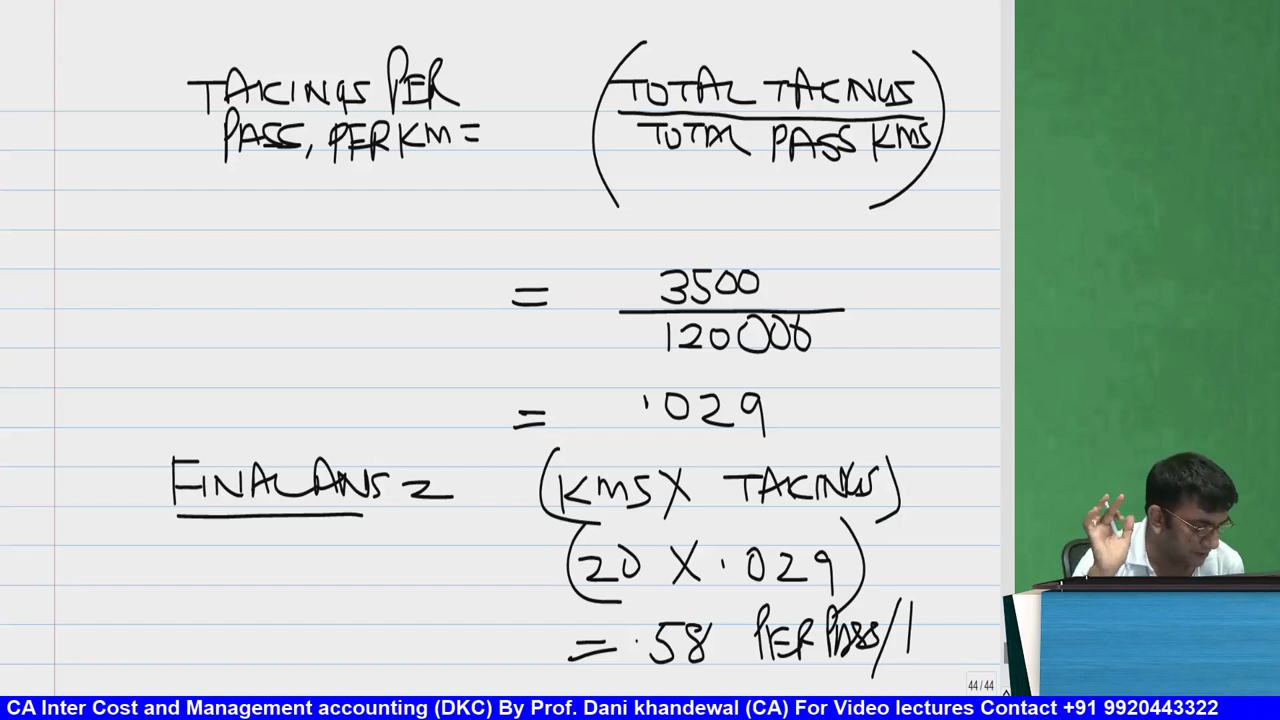 TAKINGS PER
PASS, PER KM =
TOTAL TAKINGS
TOTAL PASS KMS
= 3500
120000
= .029
FINAL ANS = (KMS X TAKINGS)
(20 X .029)
= .58 PER PASS/
44 / 44
CA Inter Cost and Management accounting (DKC) By Prof. Dani khandewal (CA) For Video lectures Contact +91 9920443322